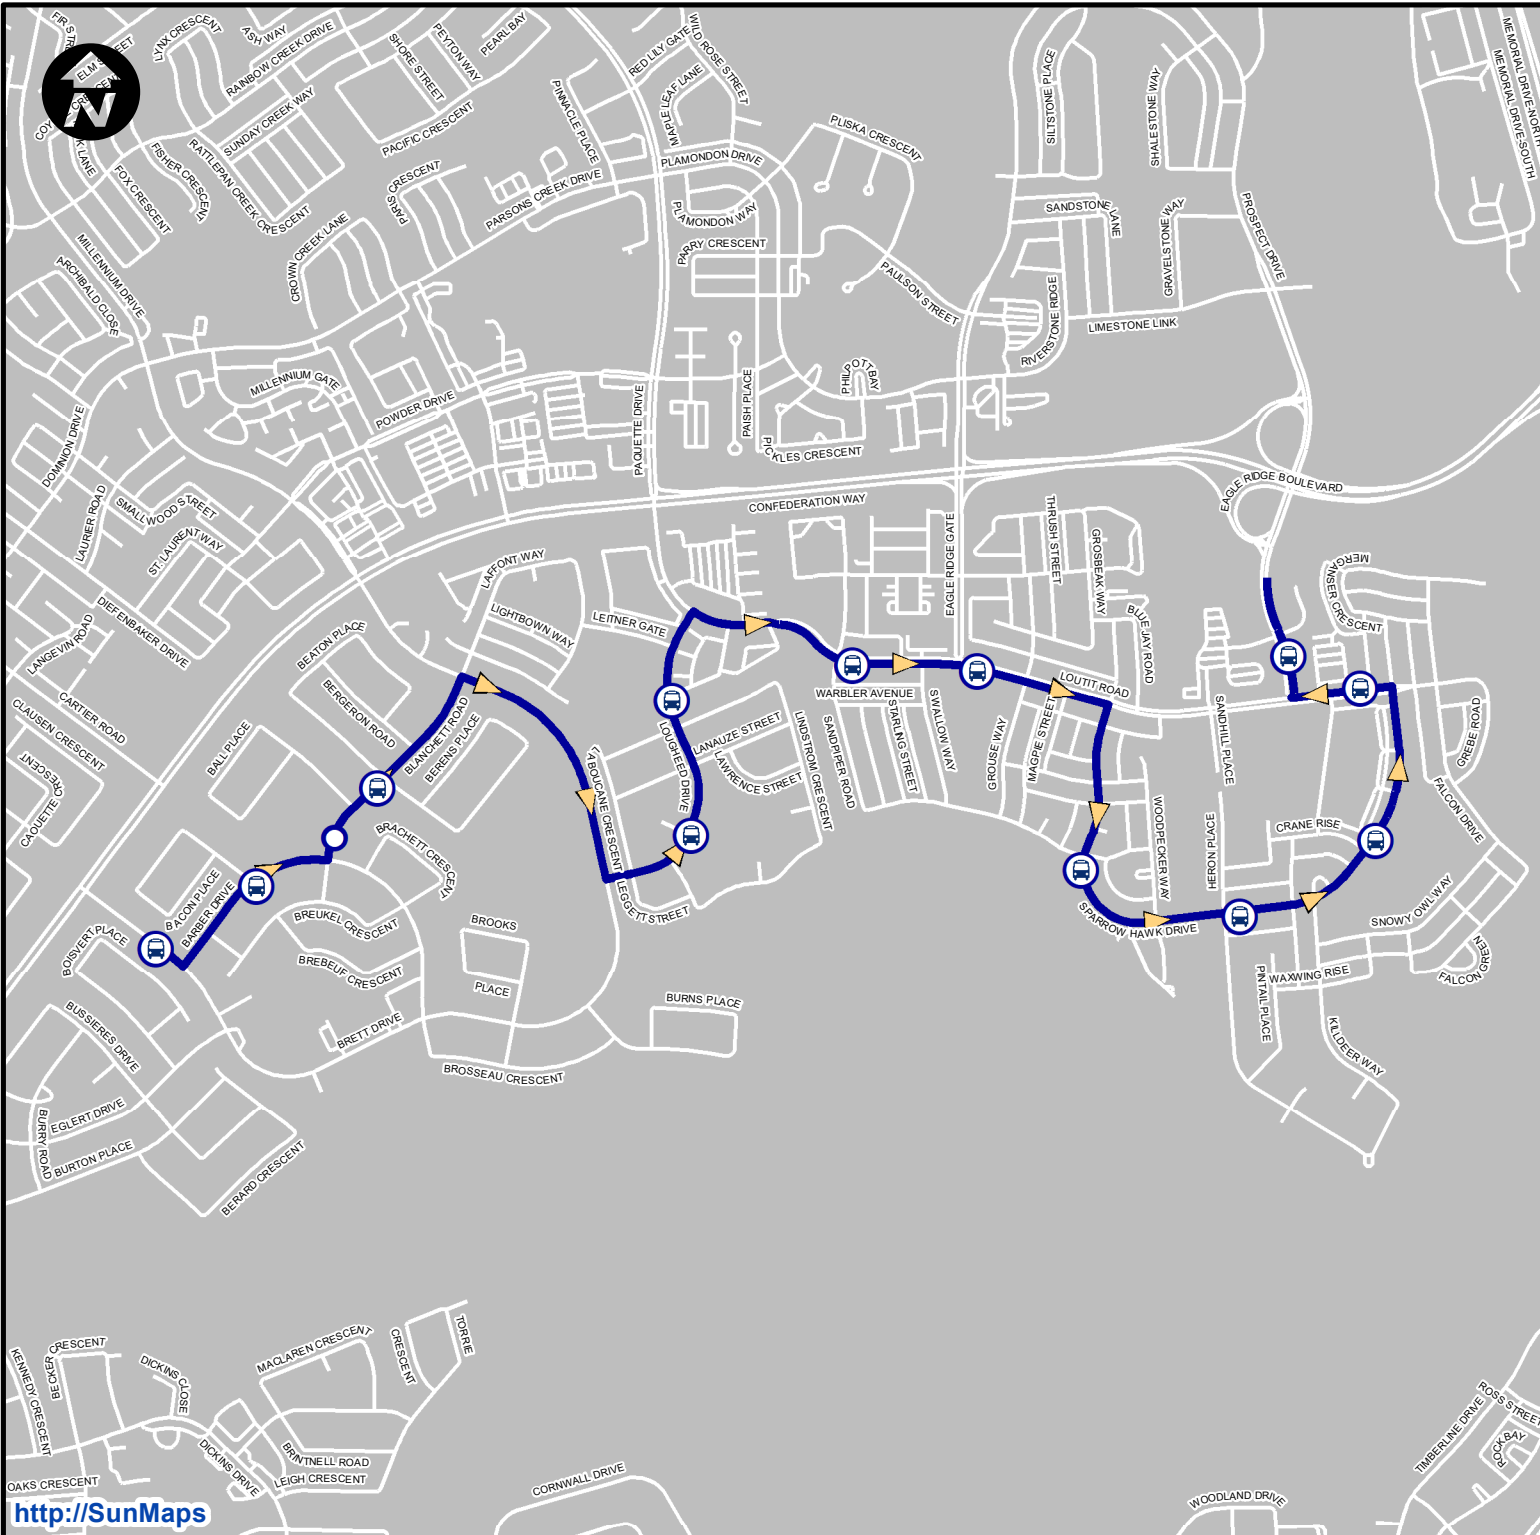 FIR STR
ELM STREET
LYNX CRESCENT
ASH WAY
RAINBOW CREEK DRIVE
SHORE STREET
PEYTON WAY
PEARL BAY
RED LILY GATE
WILD ROSE STREET
MEMORIAL DRIVE-NORTH
MEMORIAL DRIVE-SOUTH
N
COY
CRESCENT
K LANE
FOX CRESCENT
FISHER CRESCENT
RATTLEPAN CREEK CRESCENT
SUNDAY CREEK WAY
PACIFIC CRESCENT
PINNACLE PLACE
MAPLE LEAF LANE
PLISKA CRESCENT
SILTSTONE PLACE
SHALESTONE WAY
PARIS CRESCENT
PARSONS CREEK DRIVE
PLAMONDON DRIVE
PLAMONDON WAY
PARRY CRESCENT
SANDSTONE LANE
GRAVELSTONE WAY
PROSPECT DRIVE
MILLENNIUM DRIVE
ARCHIBALD CLOSE
CROWN CREEK LANE
PAULSON STREET
RIVERSTONE RIDGE
LIMESTONE LINK
MILLENNIUM GATE
POWDER DRIVE
PAQUETTE DRIVE
PAISH PLACE
PHILPOTT BAY
PICKLES CRESCENT
DOMINION DRIVE
LAURIER ROAD
SMALLWOOD STREET
ST. LAURENT WAY
CONFEDERATION WAY
EAGLE RIDGE BOULEVARD
EAGLE RIDGE GATE
THRUSH STREET
GROSBEAK WAY
BLUE JAY ROAD
MERGANSER CRESCENT
LAFFONT WAY
LIGHTBOWN WAY
LEITNER GATE
DIEFENBAKER DRIVE
LANGEVIN ROAD
BEATON PLACE
BERGERON ROAD
CARTIER ROAD
CLAUSEN CRESCENT
CAOUETTE CRESCENT
BALL PLACE
BLANCHETT ROAD
BERENS PLACE
LABOUCANE CRESCENT
LOUGHEED DRIVE
LANAUZE STREET
LAWRENCE STREET
LINDSTROM CRESCENT
WARBLER AVENUE
SANDPIPER ROAD
STARLING STREET
SWALLOW WAY
GROUSE WAY
MAGPIE STREET
LOUTIT ROAD
SANDHILL PLACE
GREBE ROAD
FALCON DRIVE
CRANE RISE
HERON PLACE
WOODPECKER WAY
BRACHETT CRESCENT
BACON PLACE
BARBER DRIVE
BOISVERT PLACE
BREUKEL CRESCENT
BREBEUF CRESCENT
BROOKS
PLACE
LEGGETT STREET
SPARROW HAWK DRIVE
SNOWY OWL WAY
FALCON GREEN
WAXWING RISE
PINTAIL PLACE
KILLDEER WAY
BURNS PLACE
BRETT DRIVE
BROSSEAU CRESCENT
BUSSIERES DRIVE
EGLERT DRIVE
BURRY ROAD
BURTON PLACE
BERARD CRESCENT
KENNEDY CRESCENT
BECKER CRESCENT
DICKINS CLOSE
MACLAREN CRESCENT
CRESCENT
TORRIE
DICKINS DRIVE
BRINTNELL ROAD
LEIGH CRESCENT
OAKS CRESCENT
CORNWALL DRIVE
WOODLAND DRIVE
TIMBERLINE DRIVE
ROSS STREET
ROCK BAY
http://SunMaps